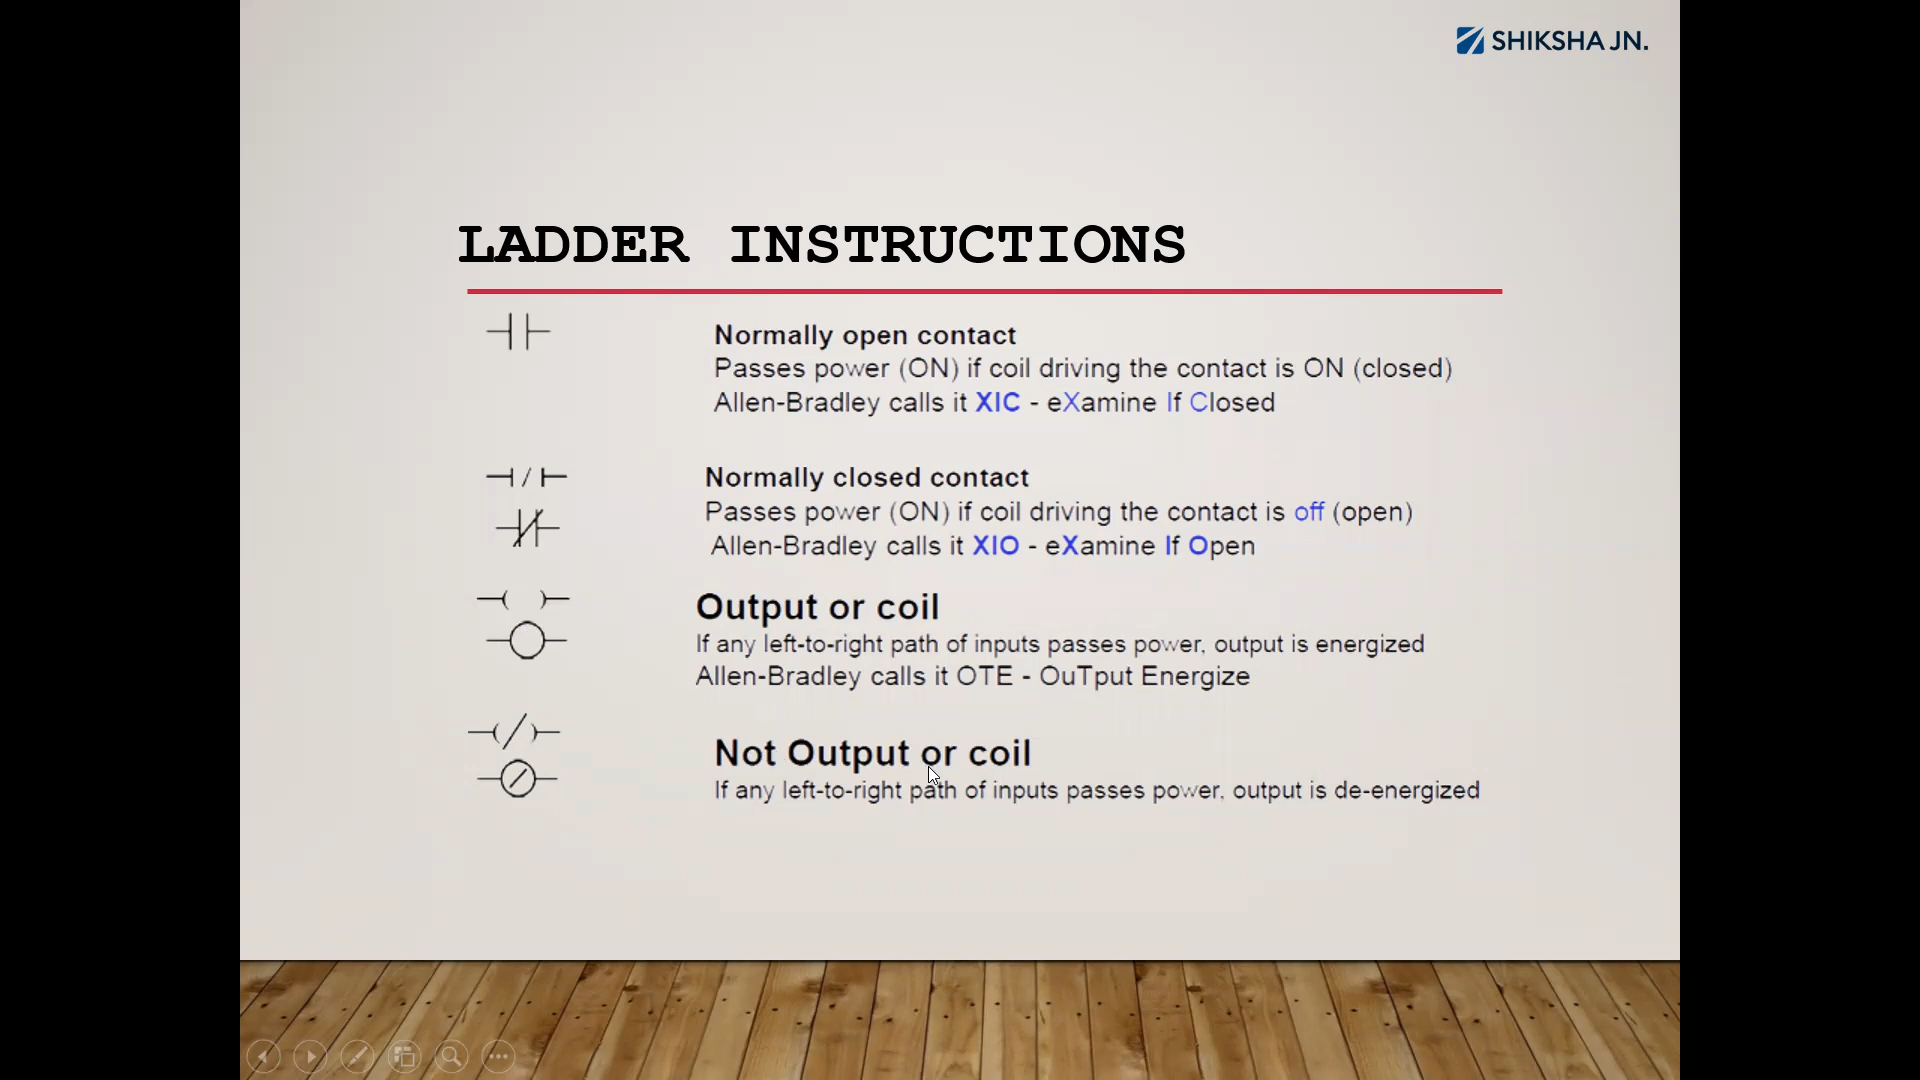 SHIKSHA JN.
LADDER INSTRUCTIONS
Normally open contact
Passes power (ON) if coil driving the contact is ON (closed)
Allen-Bradley calls it XIC - eXamine If Closed
Normally closed contact
Passes power (ON) if coil driving the contact is off (open)
Allen-Bradley calls it XIO - eXamine If Open
Output or coil
If any left-to-right path of inputs passes power, output is energized
Allen-Bradley calls it OTE - OuTput Energize
Not Output or coil
If any left-to-right path of inputs passes power, output is de-energized